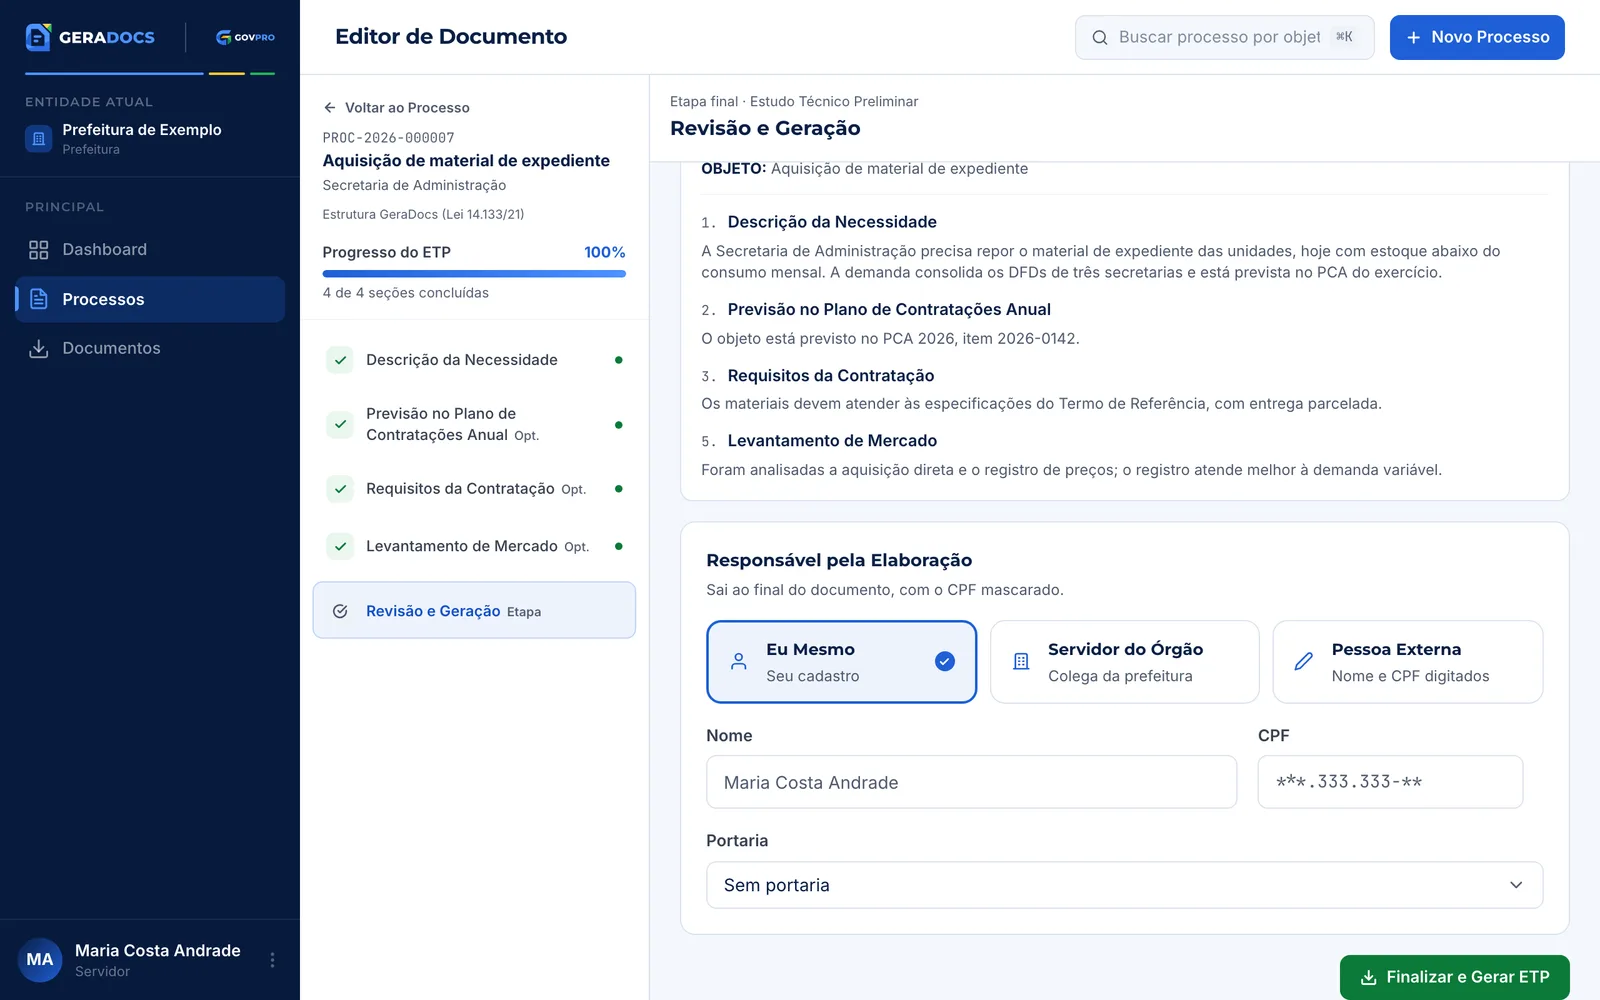 GERADOCS
GOVPRO
ENTIDADE ATUAL
Prefeitura de Exemplo
Prefeitura
PRINCIPAL
Dashboard
Processos
Documentos
MA
Maria Costa Andrade
Servidor
Editor de Documento
Buscar processo por objet
⌘K
+ Novo Processo
← Voltar ao Processo
PROC-2026-000007
Aquisição de material de expediente
Secretaria de Administração
Estrutura GeraDocs (Lei 14.133/21)
Progresso do ETP 100%
4 de 4 seções concluídas
Descrição da Necessidade
Previsão no Plano de
Contratações Anual Opt.
Requisitos da Contratação Opt.
Levantamento de Mercado Opt.
Revisão e Geração Etapa
Etapa final · Estudo Técnico Preliminar
Revisão e Geração
OBJETO: Aquisição de material de expediente
1. Descrição da Necessidade
A Secretaria de Administração precisa repor o material de expediente das unidades, hoje com estoque abaixo do
consumo mensal. A demanda consolida os DFDs de três secretarias e está prevista no PCA do exercício.
2. Previsão no Plano de Contratações Anual
O objeto está previsto no PCA 2026, item 2026-0142.
3. Requisitos da Contratação
Os materiais devem atender às especificações do Termo de Referência, com entrega parcelada.
5. Levantamento de Mercado
Foram analisadas a aquisição direta e o registro de preços; o registro atende melhor à demanda variável.
Responsável pela Elaboração
Sai ao final do documento, com o CPF mascarado.
Eu Mesmo
Seu cadastro
Servidor do Órgão
Colega da prefeitura
Pessoa Externa
Nome e CPF digitados
Nome
Maria Costa Andrade
CPF
***.333.333-**
Portaria
Sem portaria
Finalizar e Gerar ETP